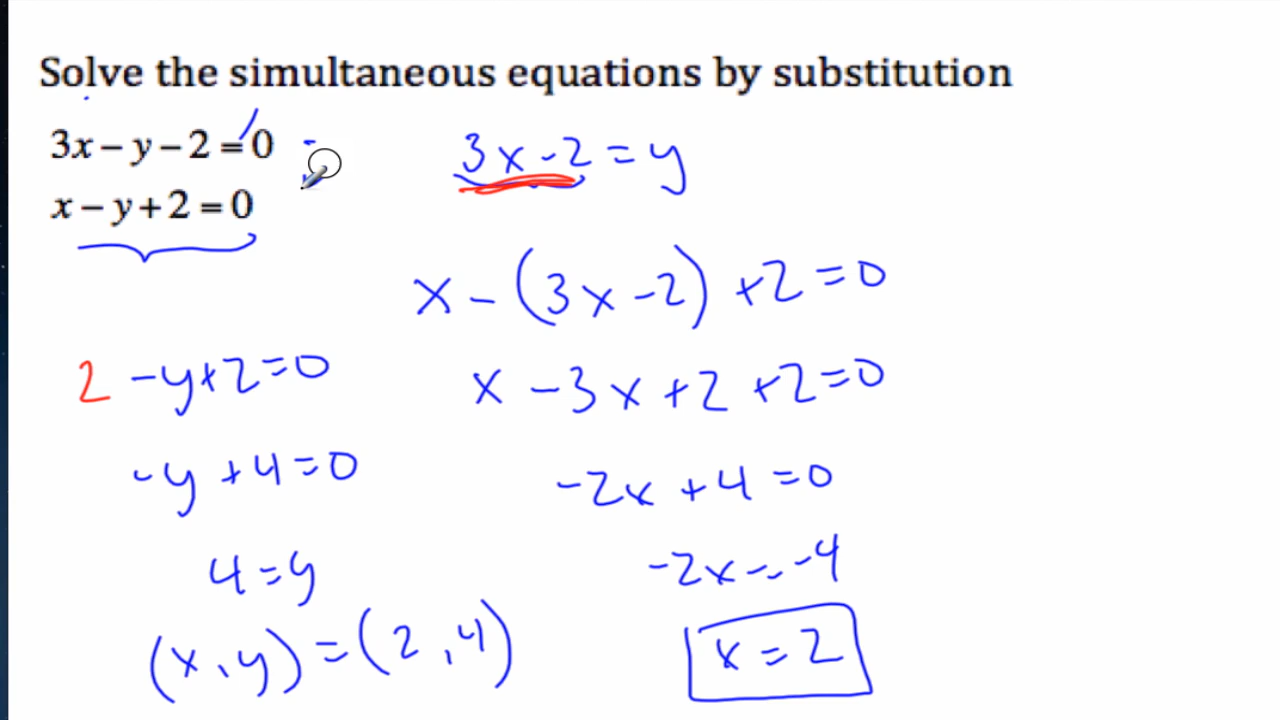 Solve the simultaneous equations by substitution
3x − y − 2 = 0
x − y + 2 = 0
3x - 2 = y
x - (3x - 2) + 2 = 0
x - 3x + 2 + 2 = 0
-2x + 4 = 0
-2x = -4
x = 2
2 - y + 2 = 0
-y + 4 = 0
4 = y
(x, y) = (2, 4)